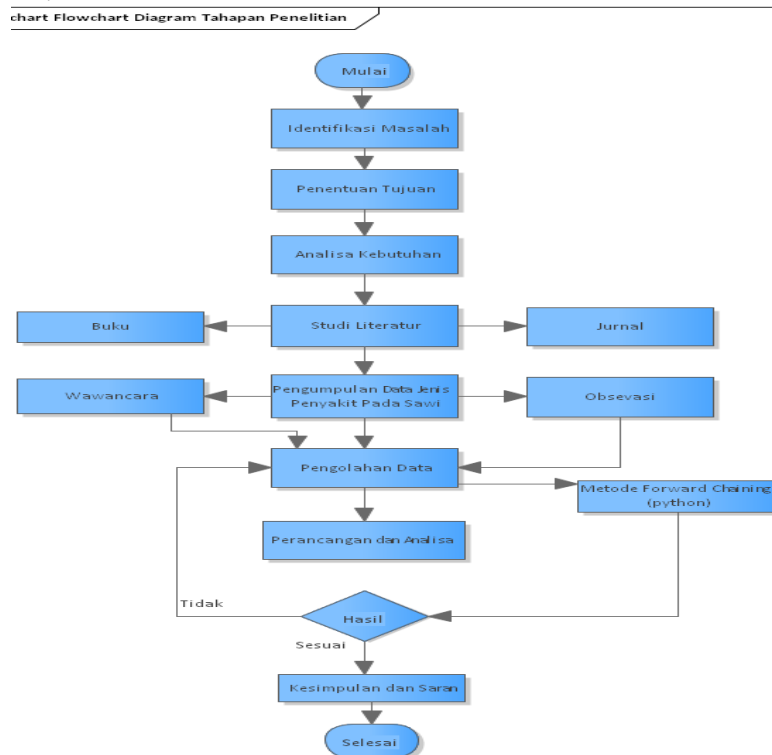 chart Flowchart Diagram Tahapan Penelitian
Mulai
Identifikasi Masalah
Penentuan Tujuan
Analisa Kebutuhan
Buku
Studi Literatur
Jurnal
Wawancara
Pengumpulan Data Jenis
Penyakit Pada Sawi
Obsevasi
Pengolahan Data
Metode Forward Chaining
(python)
Perancangan dan Analisa
Tidak
Hasil
Sesuai
Kesimpulan dan Saran
Selesai